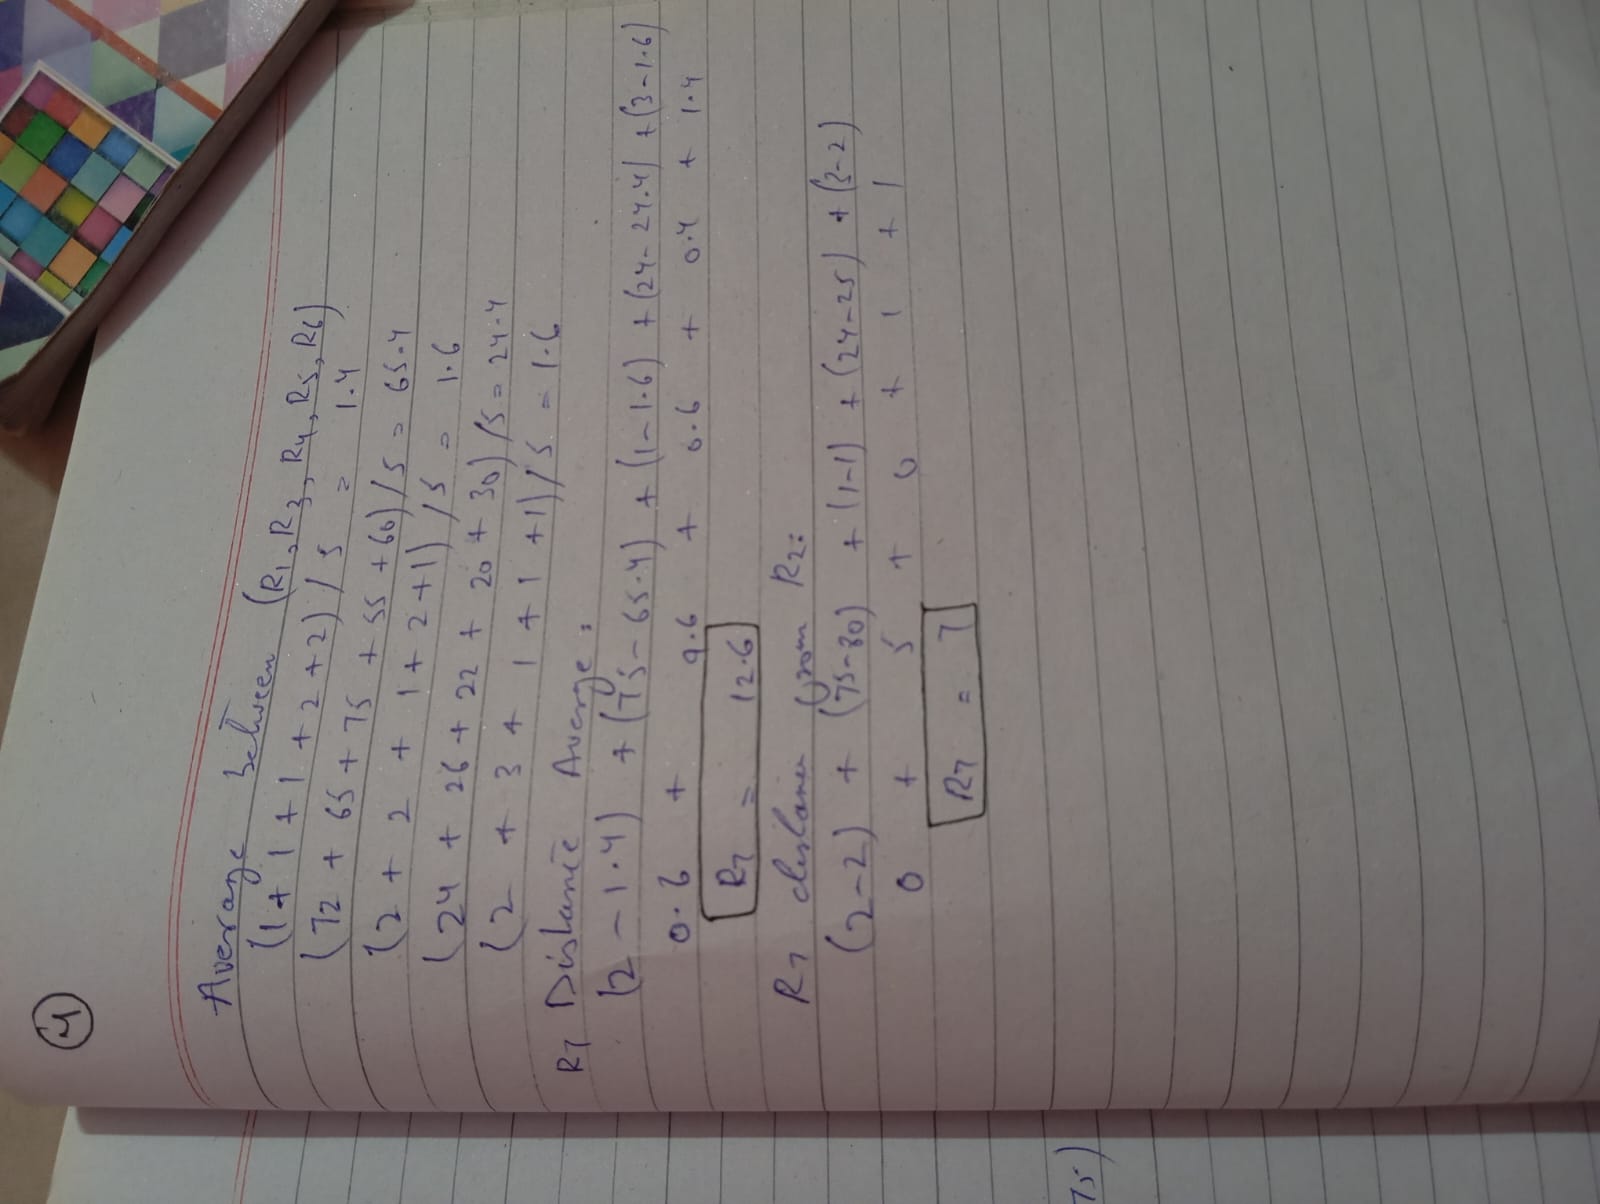 4
Average between (R1, R3, R4, R5, R6)
(1 + 1 + 1 + 2 + 2) / 5 = 1.4
(72 + 65 + 75 + 55 + 60) / 5 = 65.4
(2 + 2 + 1 + 2 + 1) / 5 = 1.6
(24 + 26 + 22 + 20 + 30) / 5 = 24.4
(2 + 3 + 1 + 1 + 1) / 5 = 1.6
R7 Distance Average:
(2 - 1.4) + (75 - 65.4) + (1 - 1.6) + (24 - 24.4) + (3 - 1.6)
0.6 + 9.6 + 0.6 + 0.4 + 1.4
R7 = 12.6
R7 distance from R2:
(2-2) + (75-80) + (1-1) + (24-25) + (3-2)
0 + 5 + 0 + 1 + 1
R7 = 7
75)